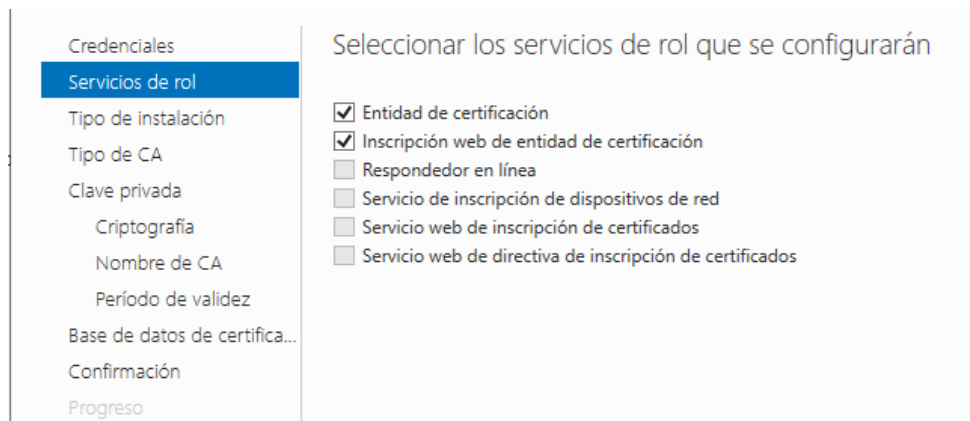 Credenciales
Servicios de rol
Tipo de instalación
Tipo de CA
Clave privada
Criptografía
Nombre de CA
Período de validez
Base de datos de certifica...
Confirmación
Progreso
Seleccionar los servicios de rol que se configurarán
Entidad de certificación
Inscripción web de entidad de certificación
Respondedor en línea
Servicio de inscripción de dispositivos de red
Servicio web de inscripción de certificados
Servicio web de directiva de inscripción de certificados